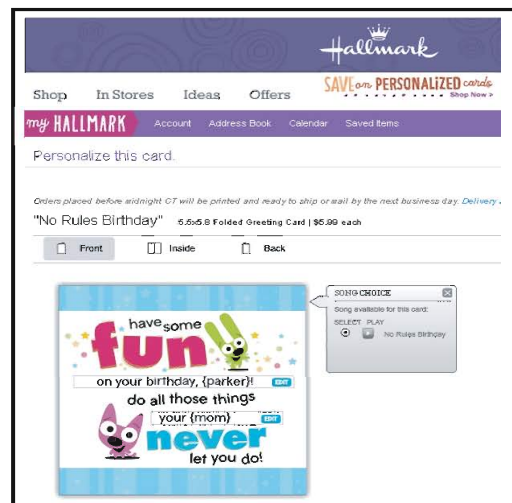 Hallmark
SAVE on PERSONALIZED cards
Shop Now >
Shop In Stores Ideas Offers
my HALLMARK Account Address Book Calendar Saved Items
Personalize this card.
Orders placed before midnight CT will be printed and ready to ship or mail by the next business day. Delivery
"No Rules Birthday" 5.5x5.8 Folded Greeting Card | $5.99 each
Front Inside Back
SONG CHOICE
Song available for this card:
SELECT PLAY
No Rules Birthday
have some
fun
on your birthday, {parker}! EDIT
do all those things
your {mom} EDIT
never
let you do!